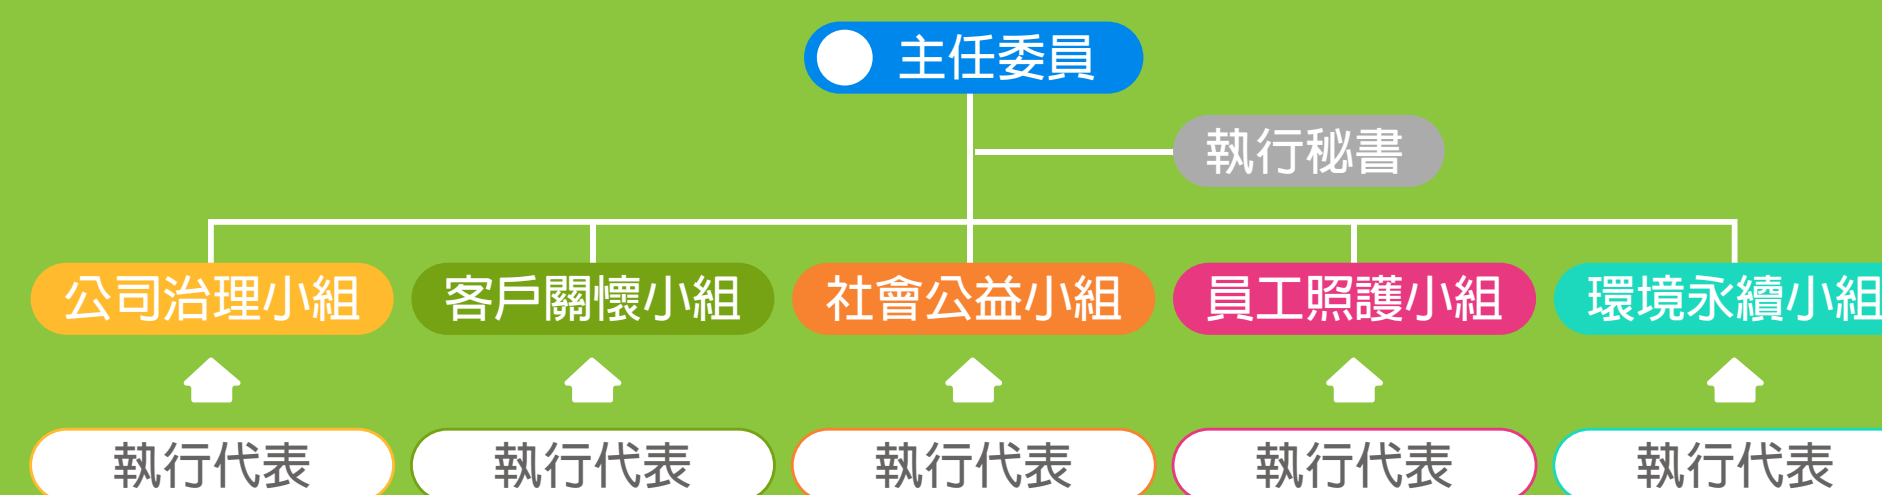 主任委員
執行秘書
公司治理小組
客戶關懷小組
社會公益小組
員工照護小組
環境永續小組
執行代表
執行代表
執行代表
執行代表
執行代表